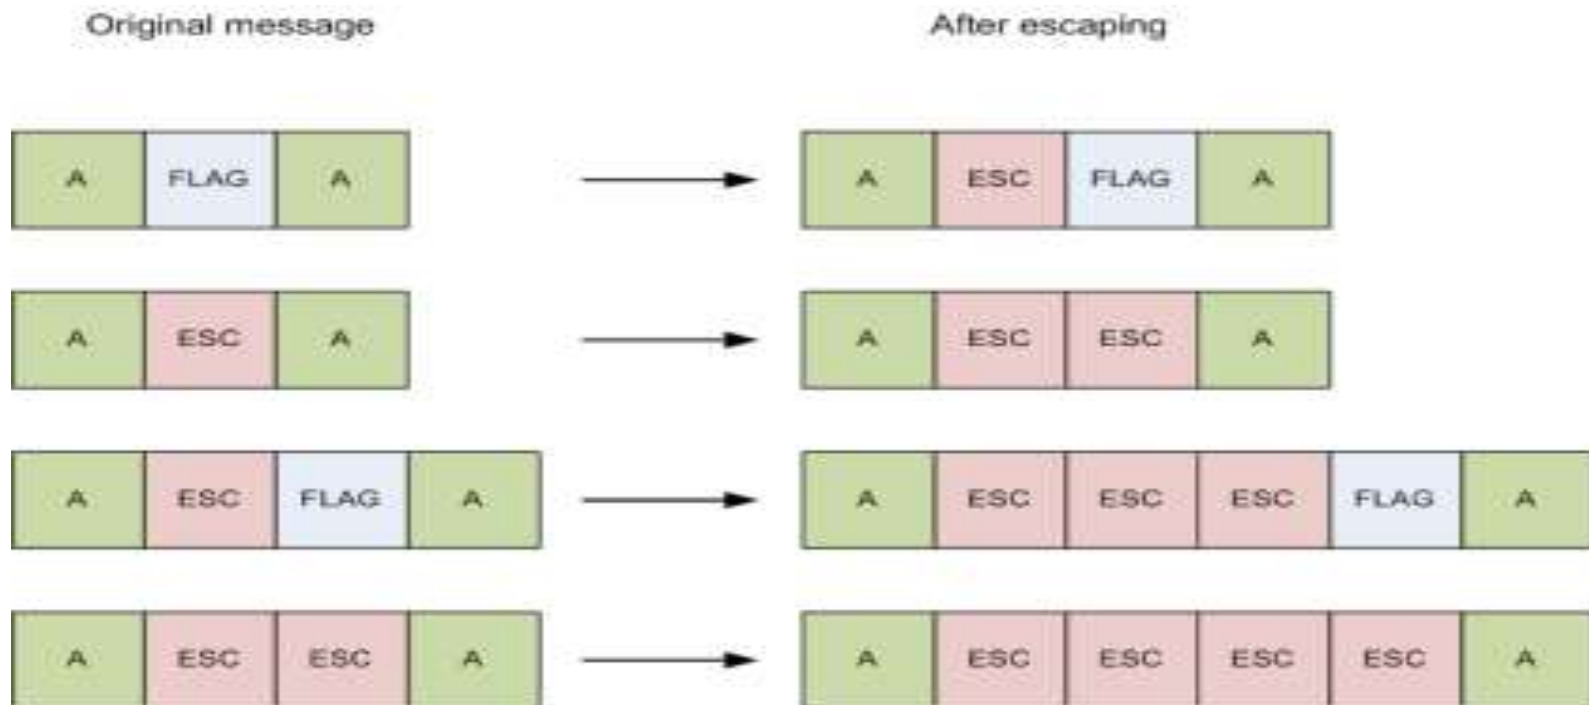 Original message After escaping
A FLAG A A ESC FLAG A
A ESC A A ESC ESC A
A ESC FLAG A A ESC ESC ESC FLAG A
A ESC ESC A A ESC ESC ESC ESC A